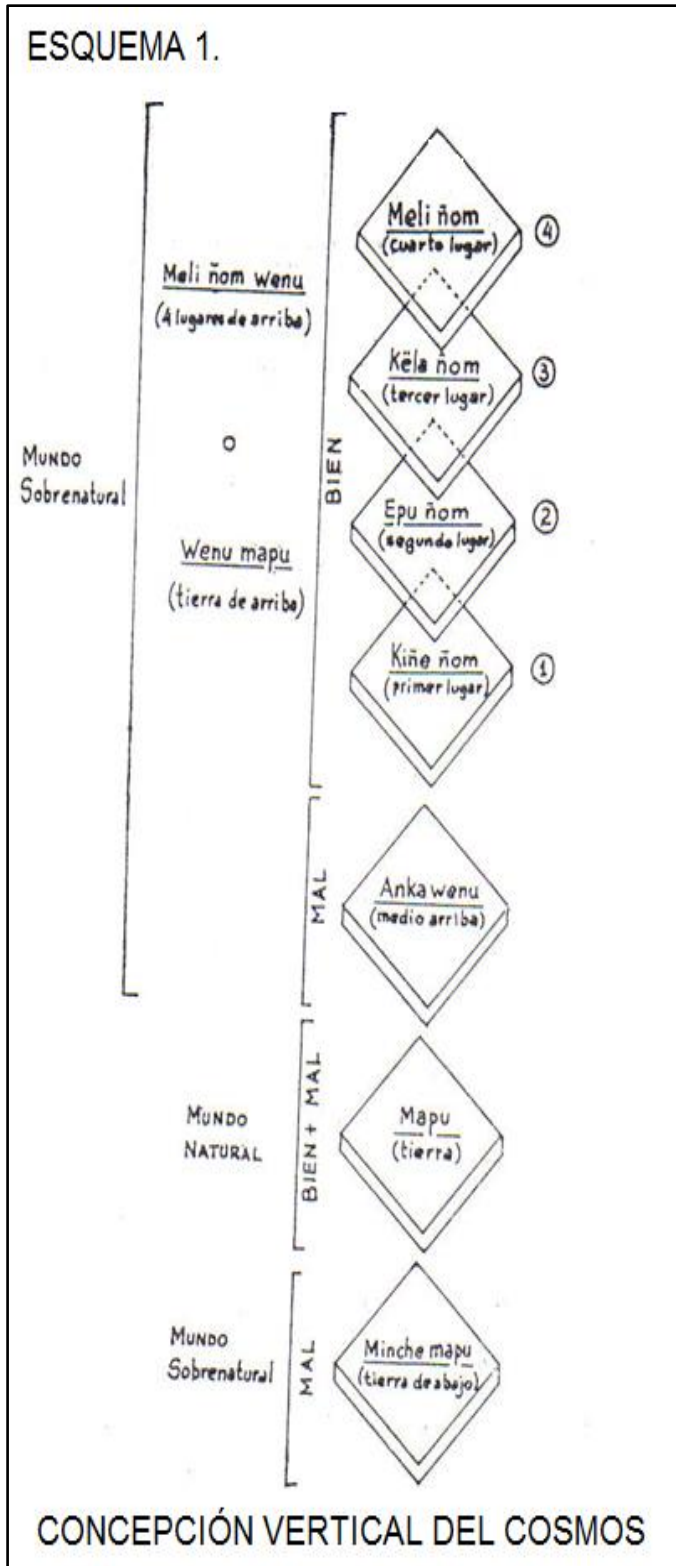 ESQUEMA 1.
Meli ñom
(cuarto lugar)
4
Meli ñom wenu
(4 lugares de arriba)
Këla ñom
(tercer lugar)
3
o
BIEN
MUNDO
Sobrenatural
Epu ñom
(segundo lugar)
2
Wenu mapu
(tierra de arriba)
Kiñe ñom
(primer lugar)
1
MAL
Anka wenu
(medio arriba)
MUNDO
NATURAL
BIEN + MAL
Mapu
(tierra)
MUNDO
Sobrenatural
MAL
Minche mapu
(tierra de abajo)
CONCEPCIÓN VERTICAL DEL COSMOS